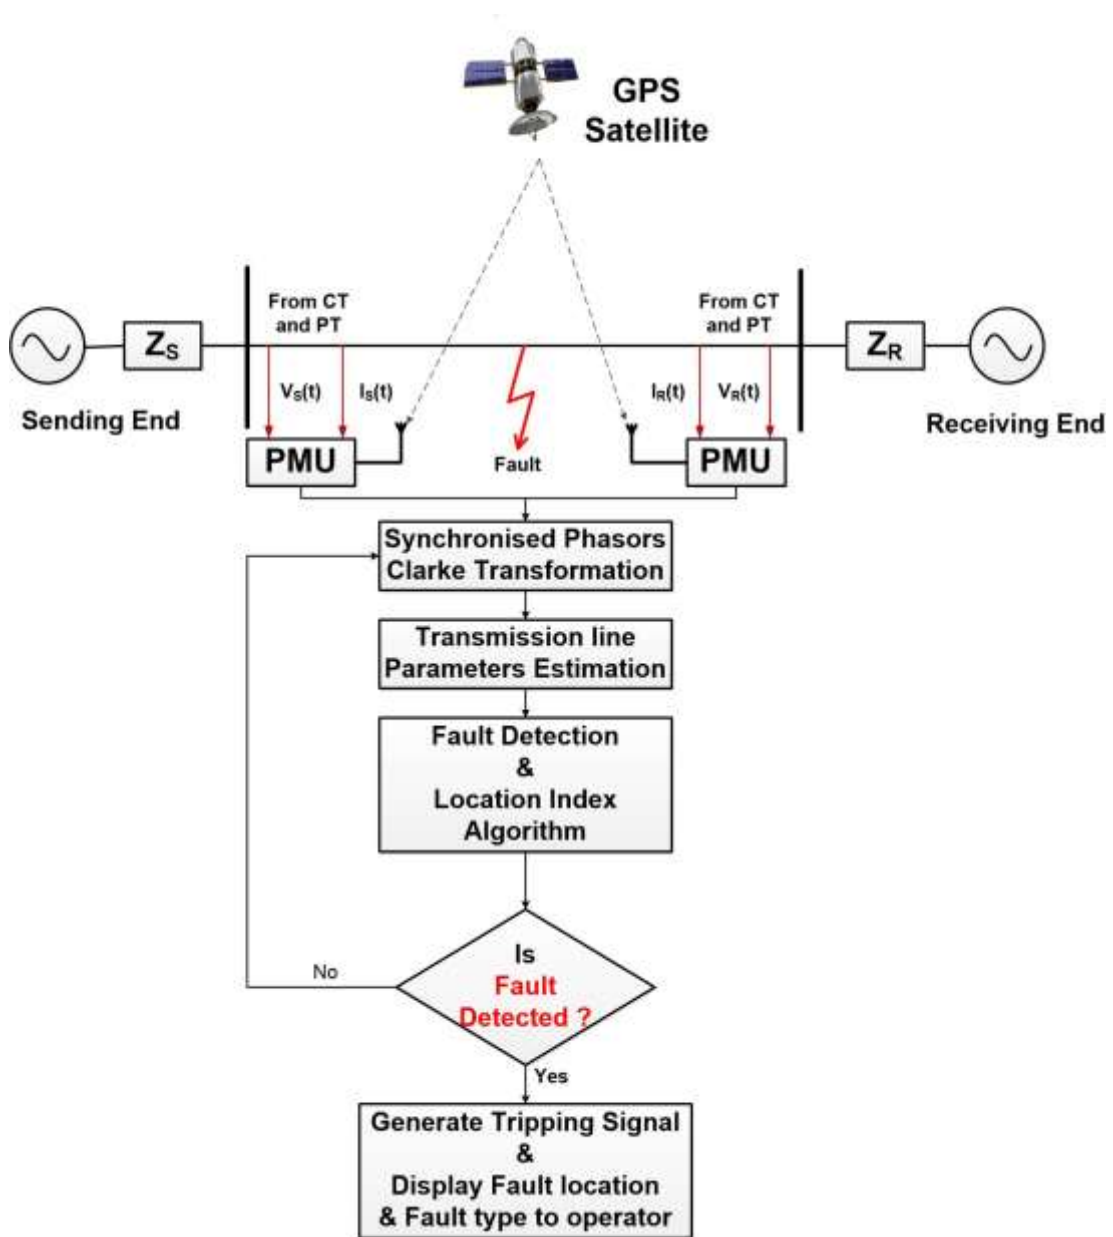 GPS
Satellite
From CT
and PT
From CT
and PT
Z_S
Z_R
V_S(t)
I_S(t)
I_R(t)
V_R(t)
Sending End
Receiving End
PMU
Fault
PMU
Synchronised Phasors
Clarke Transformation
Transmission line
Parameters Estimation
Fault Detection
&
Location Index
Algorithm
Is
Fault
Detected ?
No
Yes
Generate Tripping Signal
&
Display Fault location
& Fault type to operator